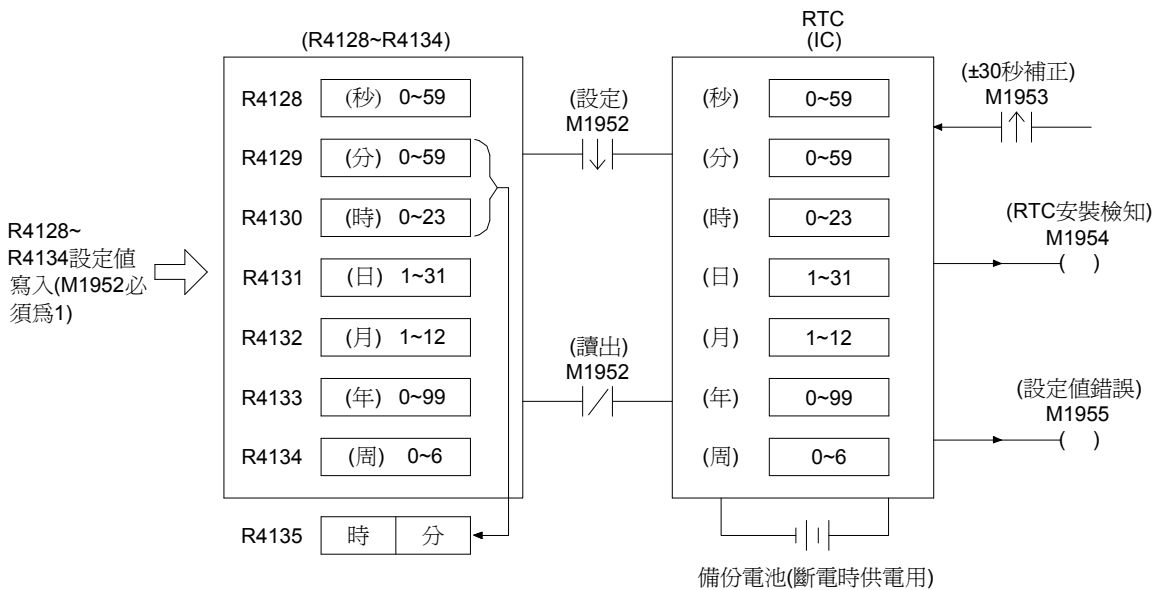 (R4128~R4134)
RTC
(IC)
R4128 (秒) 0~59
R4129 (分) 0~59
R4130 (時) 0~23
R4131 (日) 1~31
R4132 (月) 1~12
R4133 (年) 0~99
R4134 (周) 0~6
R4135 時 分
R4128~
R4134設定値
寫入(M1952必
須爲1)
(設定)
M1952
(讀出)
M1952
(秒) 0~59
(分) 0~59
(時) 0~23
(日) 1~31
(月) 1~12
(年) 0~99
(周) 0~6
(±30秒補正)
M1953
(RTC安裝檢知)
M1954
( )
(設定值錯誤)
M1955
( )
備份電池(斷電時供電用)